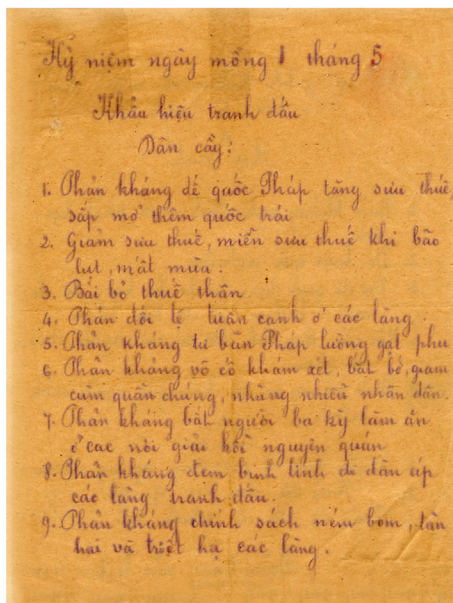 Kỷ niệm ngày mồng 1 tháng 5
Khẩu hiệu tranh đấu
Dân cầy:
1. Phản kháng đế quốc Pháp tăng sưu thuế,
sắp mở thêm quốc trái
2. Giảm sưu thuế, miễn sưu thuế khi bão
lụt, mất mùa.
3. Bãi bỏ thuế thân
4. Phản đối lệ tuần canh ở các làng.
5. Phản kháng tư bản Pháp lường gạt phu
6. Phản kháng vô cớ khám xét, bắt bớ, giam
cùm quần chúng, nhũng nhiễu nhân dân.
7. Phản kháng bắt người ba kỳ làm ăn
ở các nơi giải hồi nguyên quán
8. Phản kháng đem binh lính đi đàn áp
các làng tranh đấu.
9. Phản kháng chính sách ném bom, tàn
hại và triệt hạ các làng.